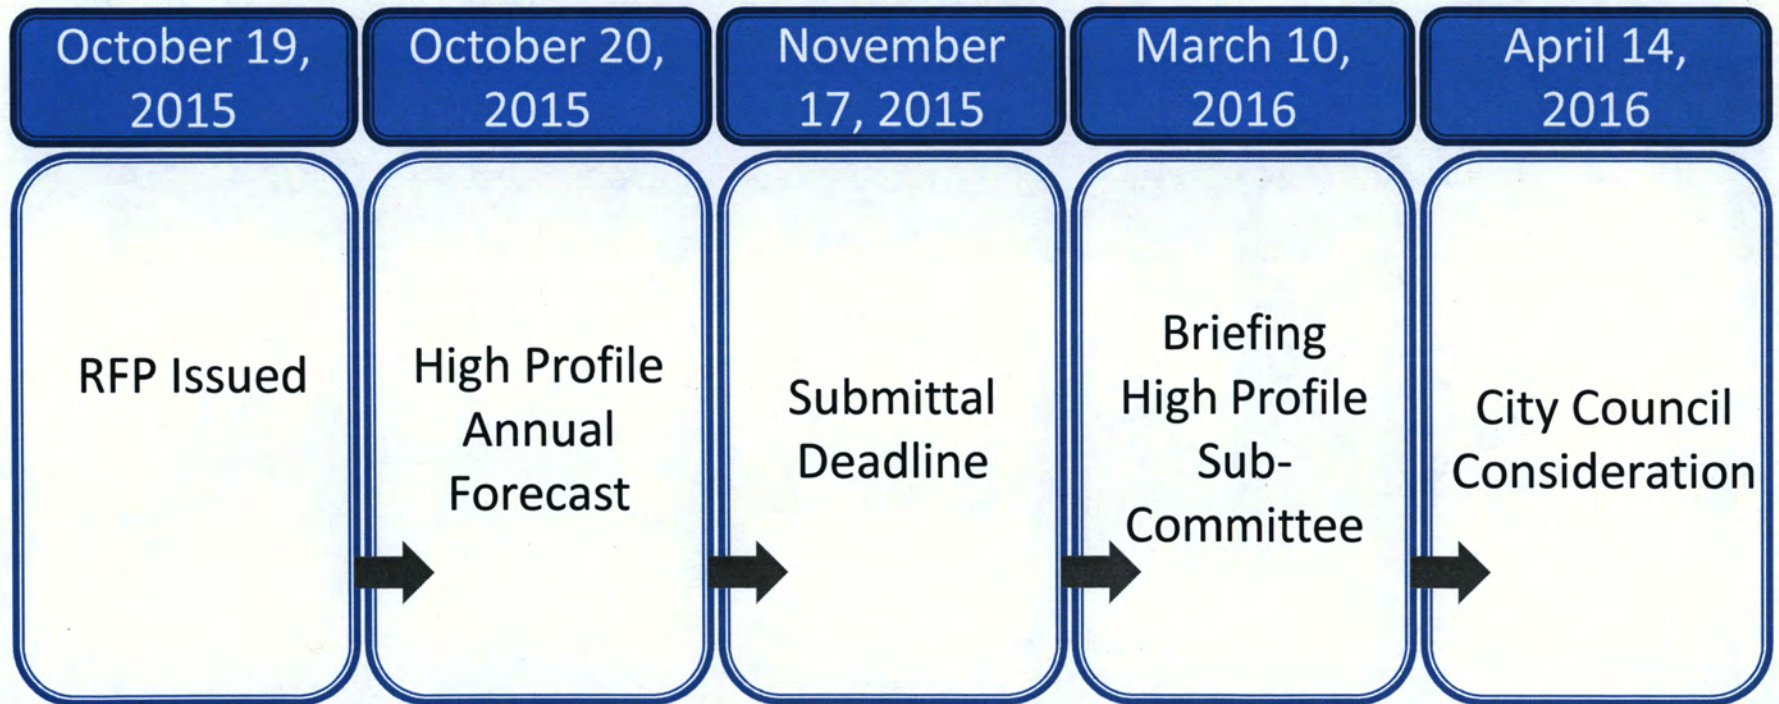 October 19,
2015
October 20,
2015
November
17, 2015
March 10,
2016
April 14,
2016
RFP Issued
High Profile
Annual
Forecast
Submittal
Deadline
Briefing
High Profile
Sub-
Committee
City Council
Consideration